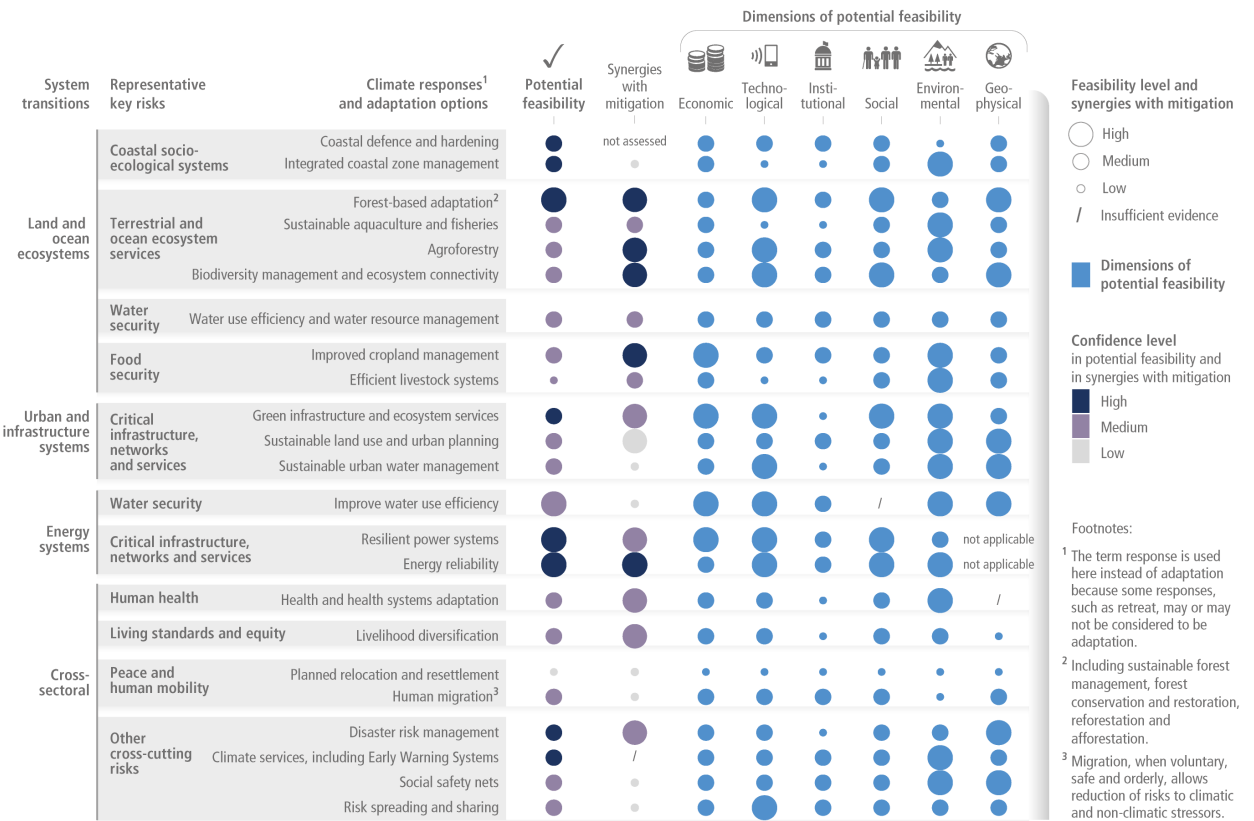 Dimensions of potential feasibility
System
transitions
Representative
key risks
Climate responses1
and adaptation options
Potential
feasibility
Synergies
with
mitigation
Economic
Techno-
logical
Insti-
tutional
Social
Environ-
mental
Geo-
physical
Land and
ocean
ecosystems
Coastal socio-
ecological systems
Coastal defence and hardening
not assessed
Integrated coastal zone management
Terrestrial and
ocean ecosystem
services
Forest-based adaptation2
Sustainable aquaculture and fisheries
Agroforestry
Biodiversity management and ecosystem connectivity
Water
security
Water use efficiency and water resource management
Food
security
Improved cropland management
Efficient livestock systems
Urban and
infrastructure
systems
Critical
infrastructure,
networks
and services
Green infrastructure and ecosystem services
Sustainable land use and urban planning
Sustainable urban water management
Energy
systems
Water security
Improve water use efficiency
/
Critical infrastructure,
networks and services
Resilient power systems
not applicable
Energy reliability
not applicable
Cross-
sectoral
Human health
Health and health systems adaptation
/
Living standards and equity
Livelihood diversification
Peace and
human mobility
Planned relocation and resettlement
Human migration3
Other
cross-cutting
risks
Disaster risk management
Climate services, including Early Warning Systems
/
Social safety nets
Risk spreading and sharing
Feasibility level and
synergies with mitigation
High
Medium
Low
/ Insufficient evidence
Dimensions of
potential feasibility
Confidence level
in potential feasibility and
in synergies with mitigation
High
Medium
Low
Footnotes:
1 The term response is used
here instead of adaptation
because some responses,
such as retreat, may or may
not be considered to be
adaptation.
2 Including sustainable forest
management, forest
conservation and restoration,
reforestation and
afforestation.
3 Migration, when voluntary,
safe and orderly, allows
reduction of risks to climatic
and non-climatic stressors.